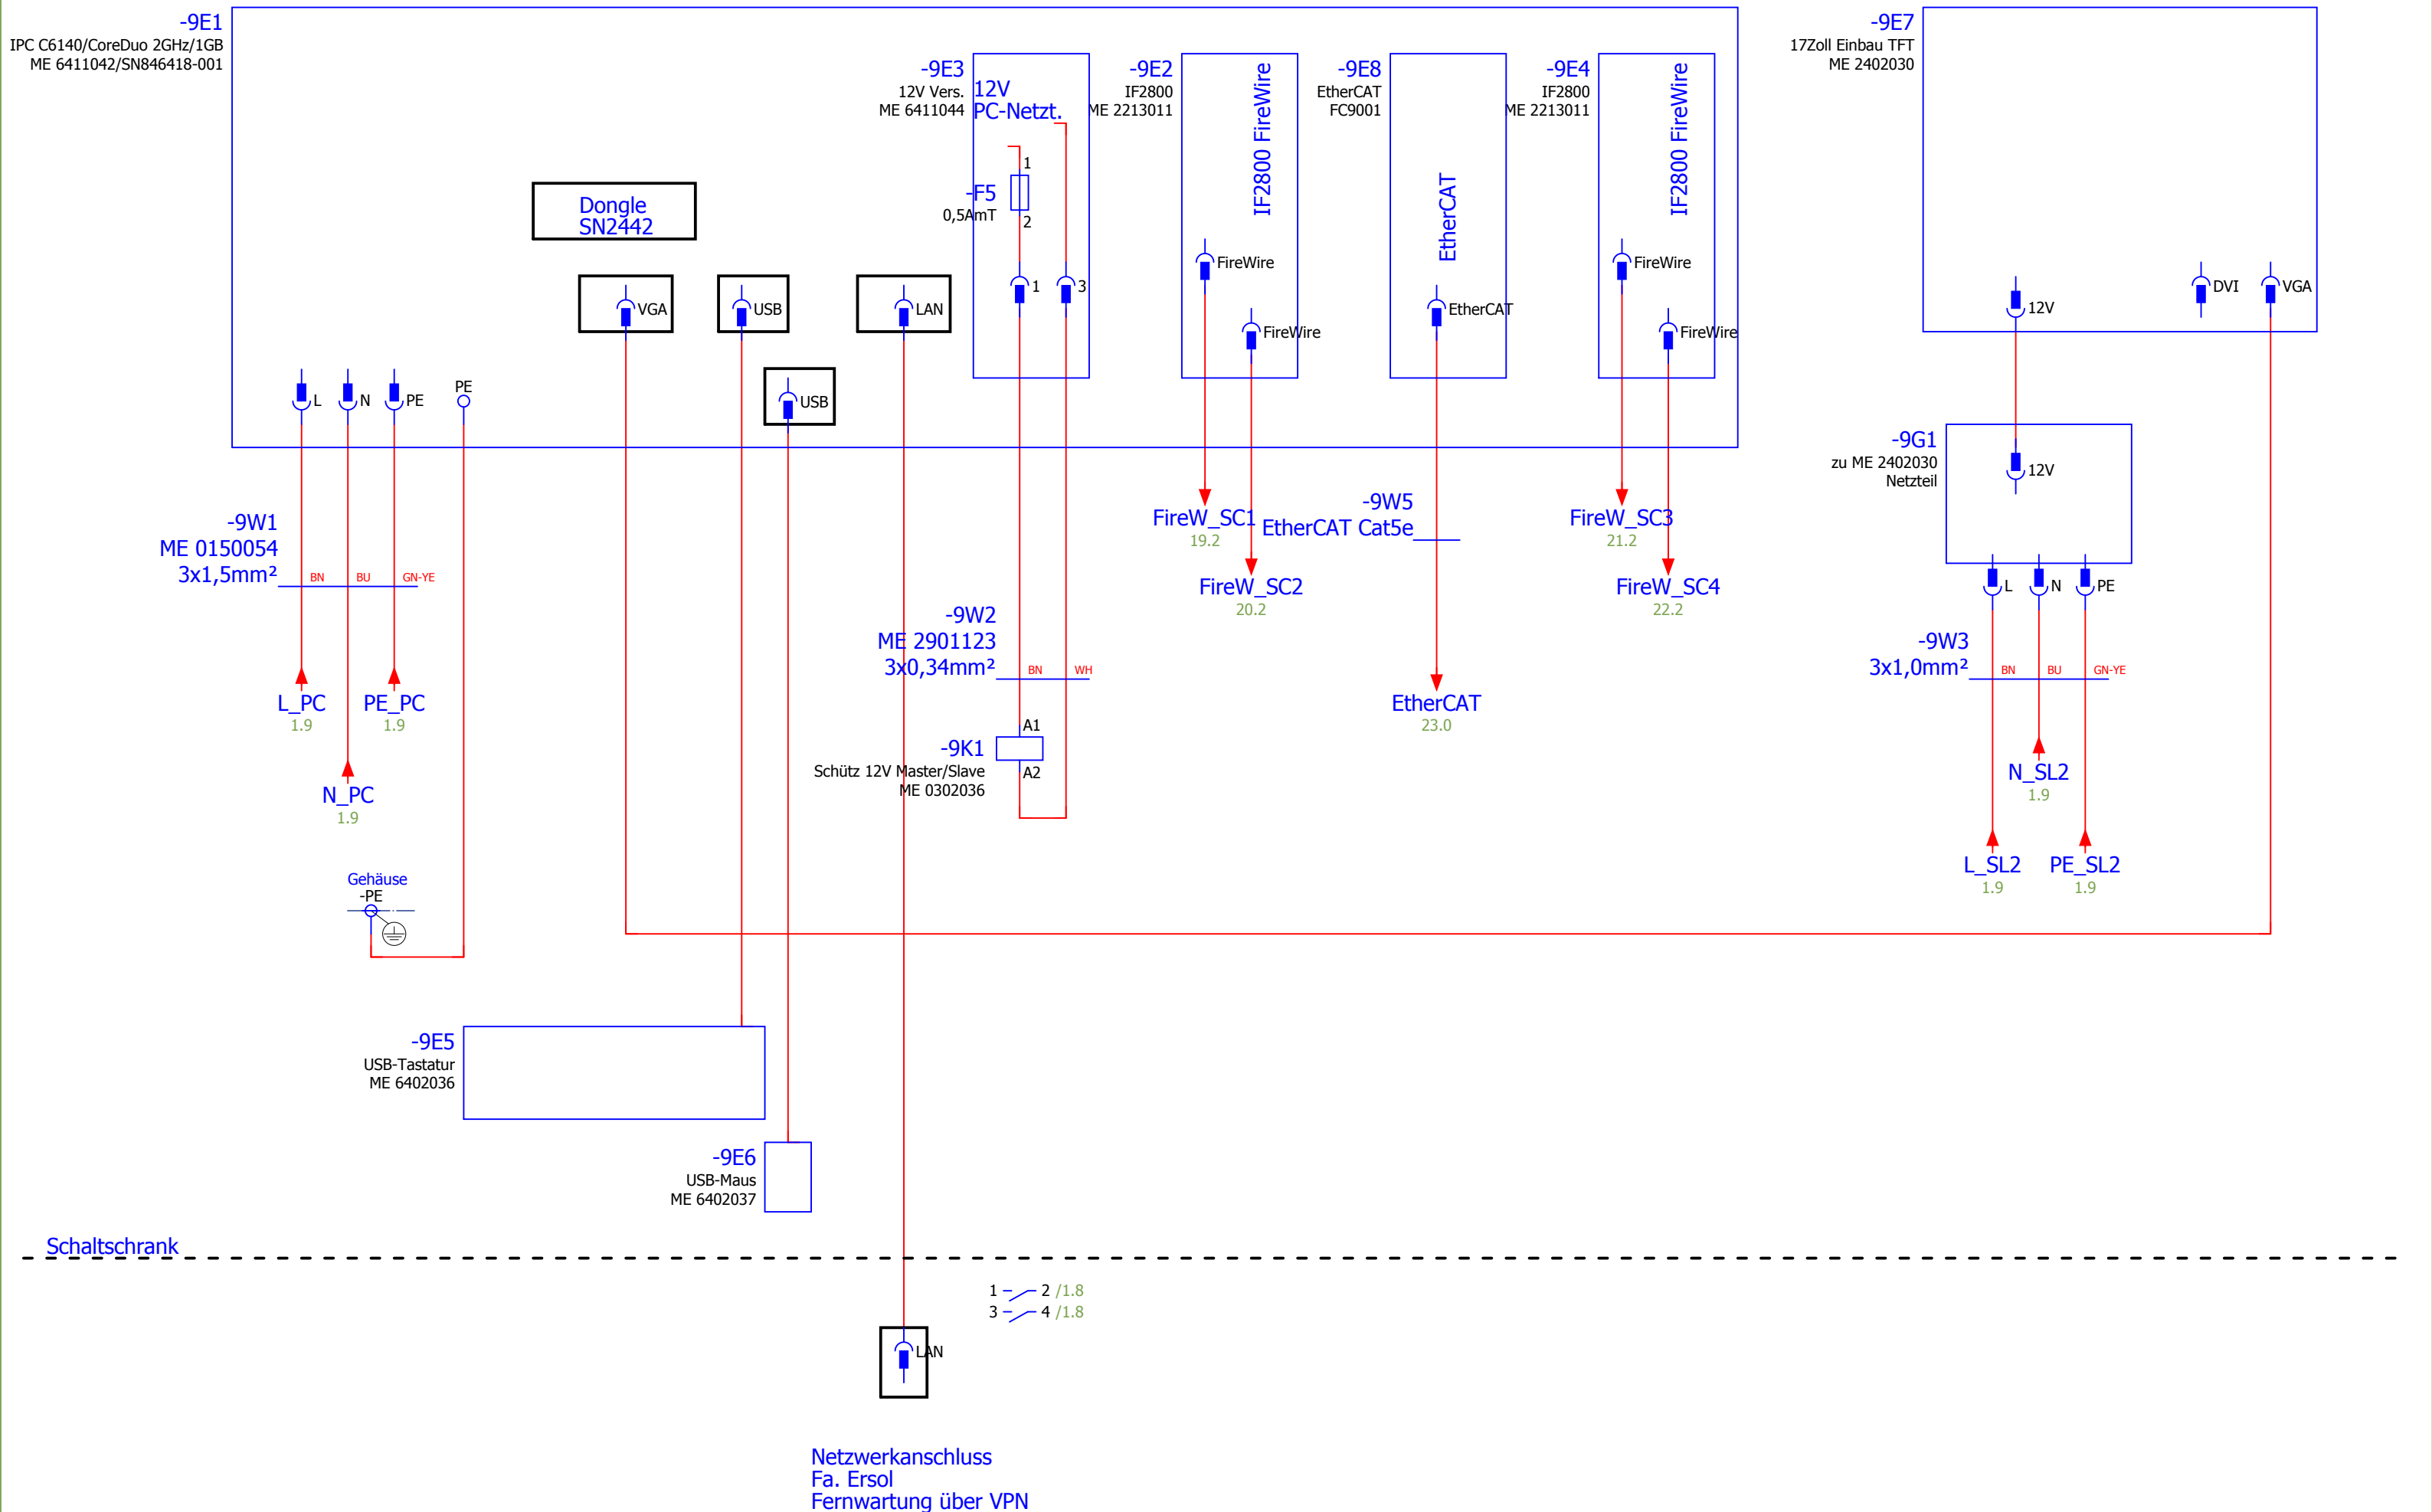 -9E1
IPC C6140/CoreDuo 2GHz/1GB
ME 6411042/SN846418-001
-9E3
12V Vers.
ME 6411044
12V
PC-Netzt.
-9E2
IF2800
ME 2213011
IF2800 FireWire
-9E8
EtherCAT
FC9001
EtherCAT
-9E4
IF2800
ME 2213011
IF2800 FireWire
-9E7
17Zoll Einbau TFT
ME 2402030
1
-F5
0,5AmT
2
Dongle
SN2442
FireWire
FireWire
VGA
USB
LAN
1
3
FireWire
EtherCAT
FireWire
12V
DVI
VGA
L
N
PE
PE
USB
-9G1
zu ME 2402030
Netzteil
12V
-9W1
ME 0150054
3x1,5mm²
BN
BU
GN-YE
FireW_SC1
19.2
-9W5
EtherCAT Cat5e
FireW_SC3
21.2
FireW_SC2
20.2
FireW_SC4
22.2
L
N
PE
-9W2
ME 2901123
3x0,34mm²
BN
WH
-9W3
3x1,0mm²
BN
BU
GN-YE
L_PC
1.9
PE_PC
1.9
EtherCAT
23.0
A1
-9K1
Schütz 12V Master/Slave
ME 0302036
A2
N_PC
1.9
N_SL2
1.9
L_SL2
1.9
PE_SL2
1.9
Gehäuse
-PE
-9E5
USB-Tastatur
ME 6402036
-9E6
USB-Maus
ME 6402037
Schaltschrank
1 2 /1.8
3 4 /1.8
LAN
Netzwerkanschluss
Fa. Ersol
Fernwartung über VPN